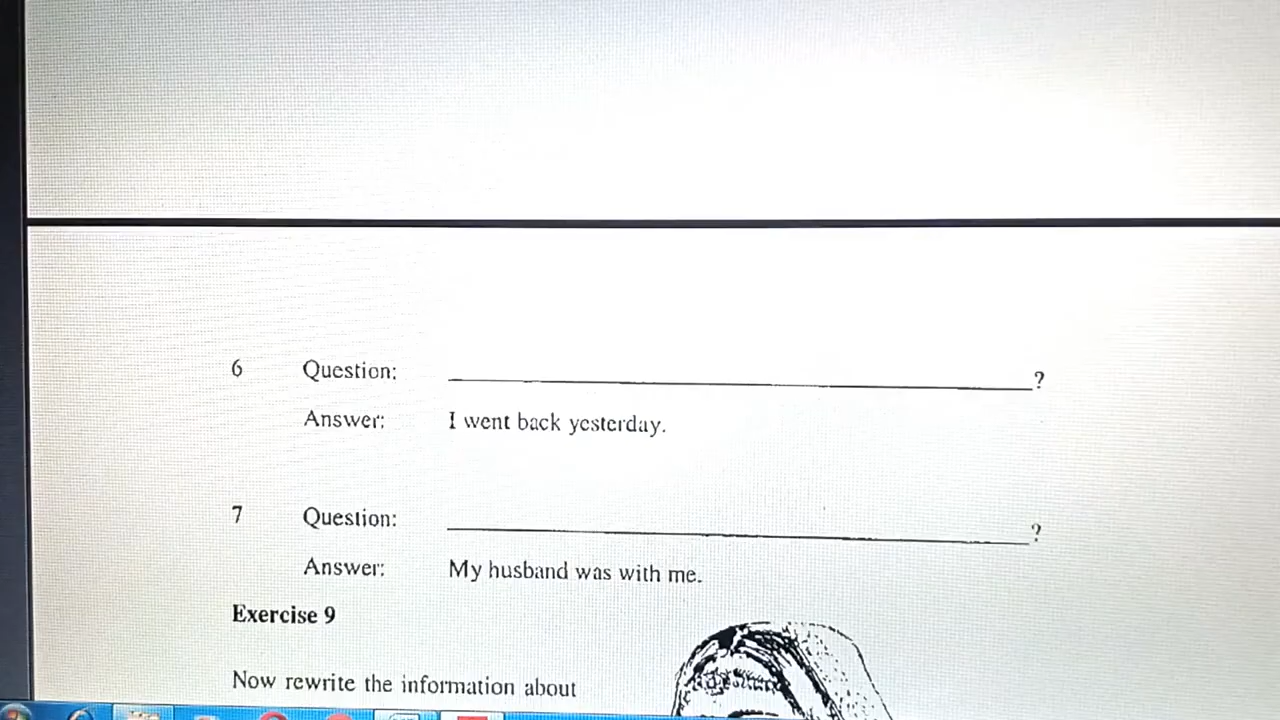 6 Question: ?
Answer: I went back yesterday.
7 Question: ?
Answer: My husband was with me.
Exercise 9
Now rewrite the information about